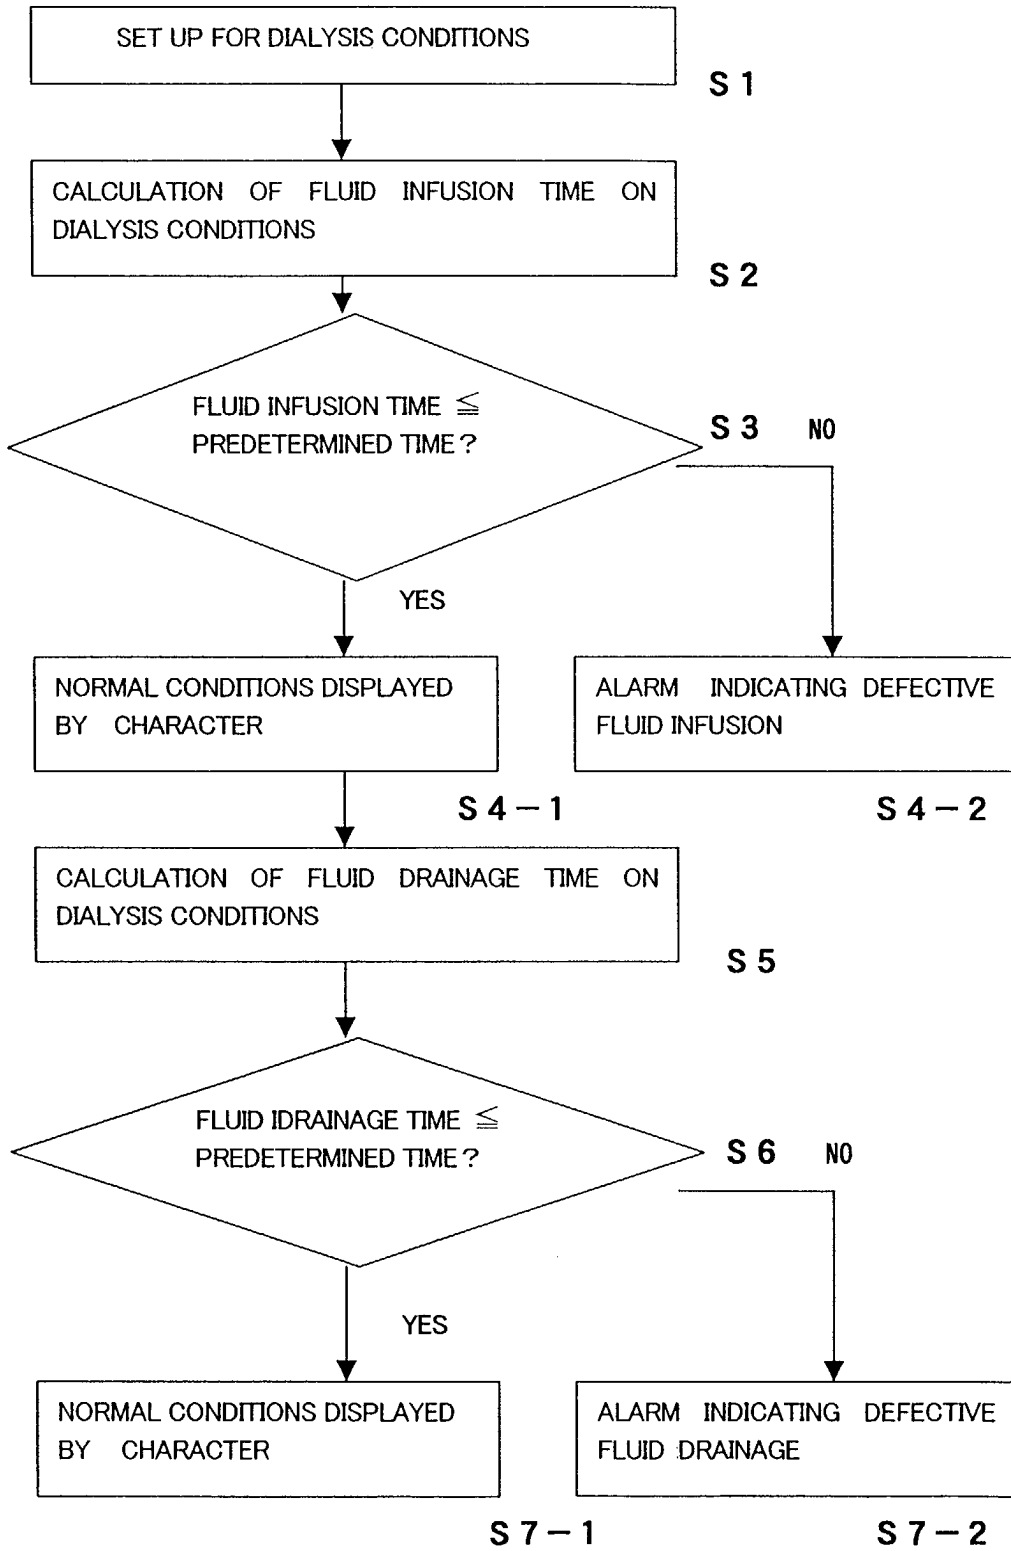 SET UP FOR DIALYSIS CONDITIONS
S 1
CALCULATION OF FLUID INFUSION TIME ON
DIALYSIS CONDITIONS
S 2
FLUID INFUSION TIME ≦
PREDETERMINED TIME?
S 3 NO
YES
NORMAL CONDITIONS DISPLAYED
BY CHARACTER
S 4 － 1
ALARM INDICATING DEFECTIVE
FLUID INFUSION
S 4 － 2
CALCULATION OF FLUID DRAINAGE TIME ON
DIALYSIS CONDITIONS
S 5
FLUID IDRAINAGE TIME ≦
PREDETERMINED TIME?
S 6 NO
YES
NORMAL CONDITIONS DISPLAYED
BY CHARACTER
S 7 － 1
ALARM INDICATING DEFECTIVE
FLUID DRAINAGE
S 7 － 2